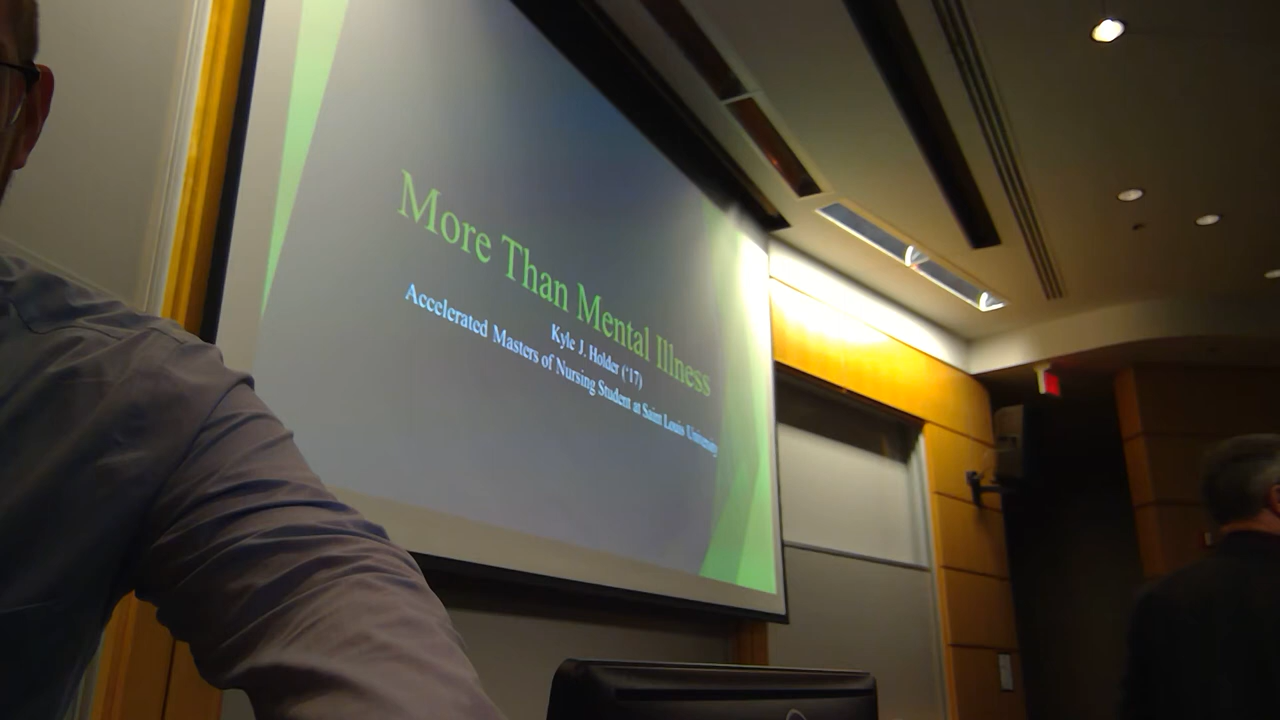 More Than Mental Illness
Kyle J. Holder ('17)
Accelerated Masters of Nursing Student at Saint Louis University